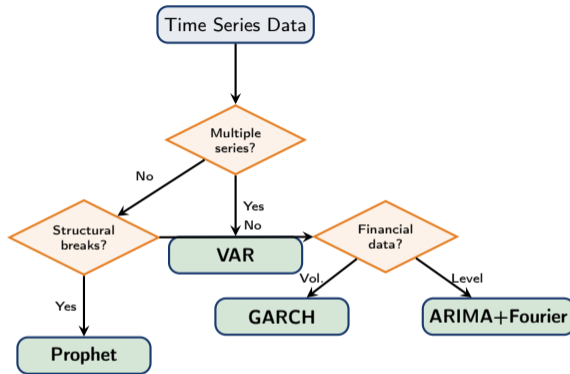 Time Series Data
Multiple
series?
No
Yes
Structural
breaks?
No
Financial
data?
VAR
Vol.
Level
Yes
GARCH
ARIMA+Fourier
Prophet